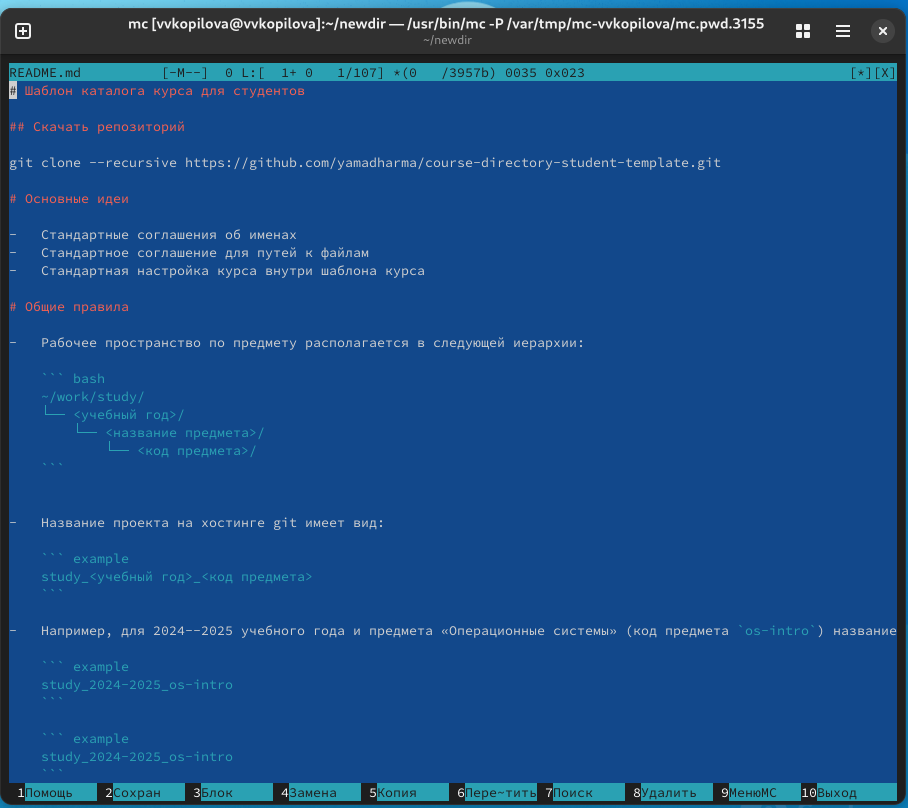 mc [vvkopilova@vvkopilova]:~/newdir — /usr/bin/mc -P /var/tmp/mc-vvkopilova/mc.pwd.3155
~/newdir
README.md [-M--] 0 L:[ 1+ 0 1/107] *(0 /3957b) 0035 0x023 [*][X]
# Шаблон каталога курса для студентов
## Скачать репозиторий
git clone --recursive https://github.com/yamadharma/course-directory-student-template.git
# Основные идеи
- Стандартные соглашения об именах
- Стандартное соглашение для путей к файлам
- Стандартная настройка курса внутри шаблона курса
# Общие правила
- Рабочее пространство по предмету располагается в следующей иерархии:
``` bash
~/work/study/
└── <учебный год>/
└── <название предмета>/
└── <код предмета>/
```
- Название проекта на хостинге git имеет вид:
``` example
study_<учебный год>_<код предмета>
```
- Например, для 2024--2025 учебного года и предмета «Операционные системы» (код предмета `os-intro`) название
``` example
study_2024-2025_os-intro
```
``` example
study_2024-2025_os-intro
```
1Помощь 2Сохран 3Блок 4Замена 5Копия 6Пере~тить 7Поиск 8Удалить 9МенюMC 10Выход